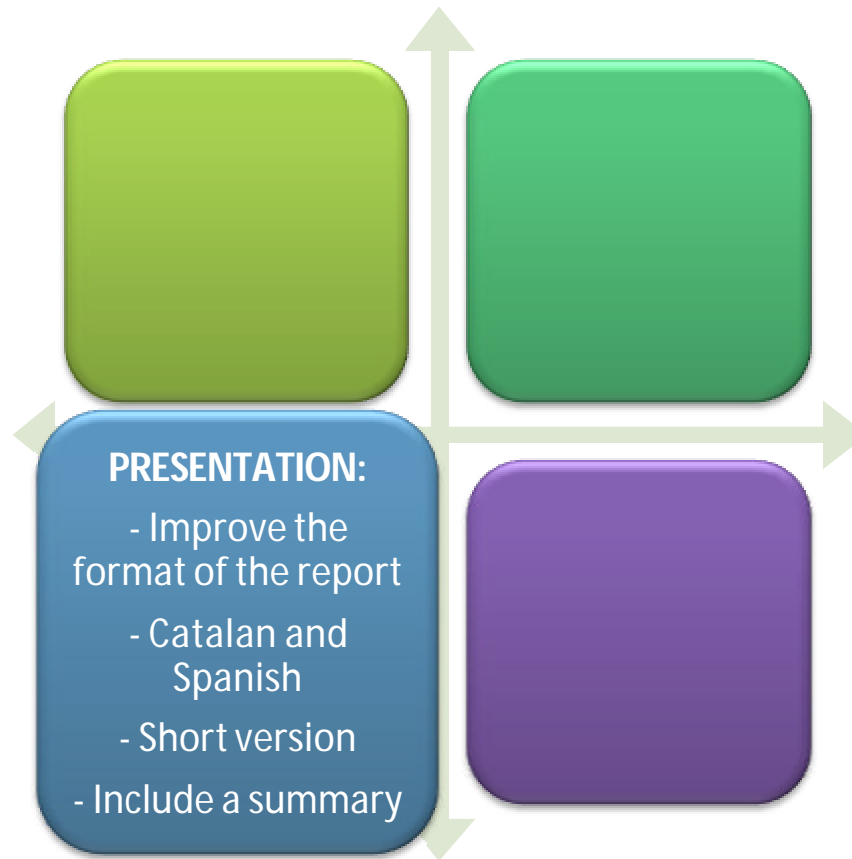 PRESENTATION:
- Improve the
format of the report
- Catalan and
Spanish
- Short version
- Include a summary